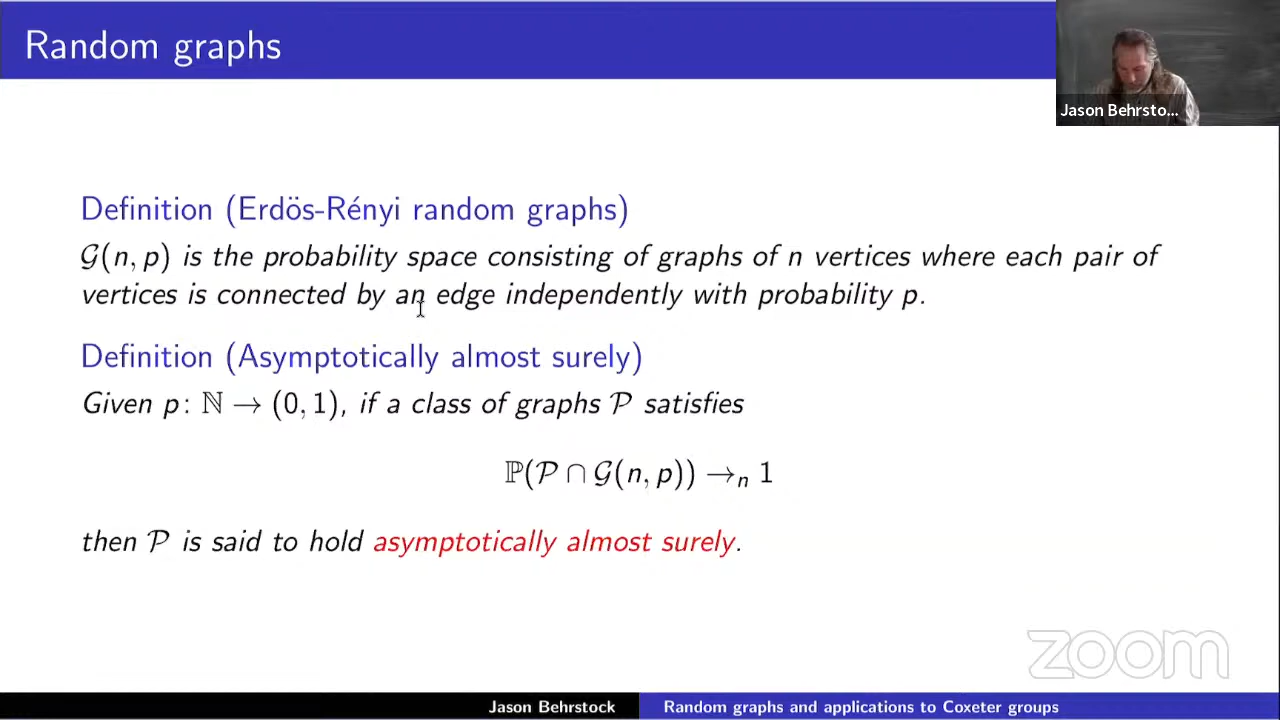 Random graphs
Jason Behrsto...
Definition (Erdös-Rényi random graphs)
𝒢(n, p) is the probability space consisting of graphs of n vertices where each pair of
vertices is connected by an edge independently with probability p.
Definition (Asymptotically almost surely)
Given p: ℕ → (0, 1), if a class of graphs 𝒫 satisfies
ℙ(𝒫 ∩ 𝒢(n, p)) →ₙ 1
then 𝒫 is said to hold asymptotically almost surely.
zoom
Jason Behrstock
Random graphs and applications to Coxeter groups